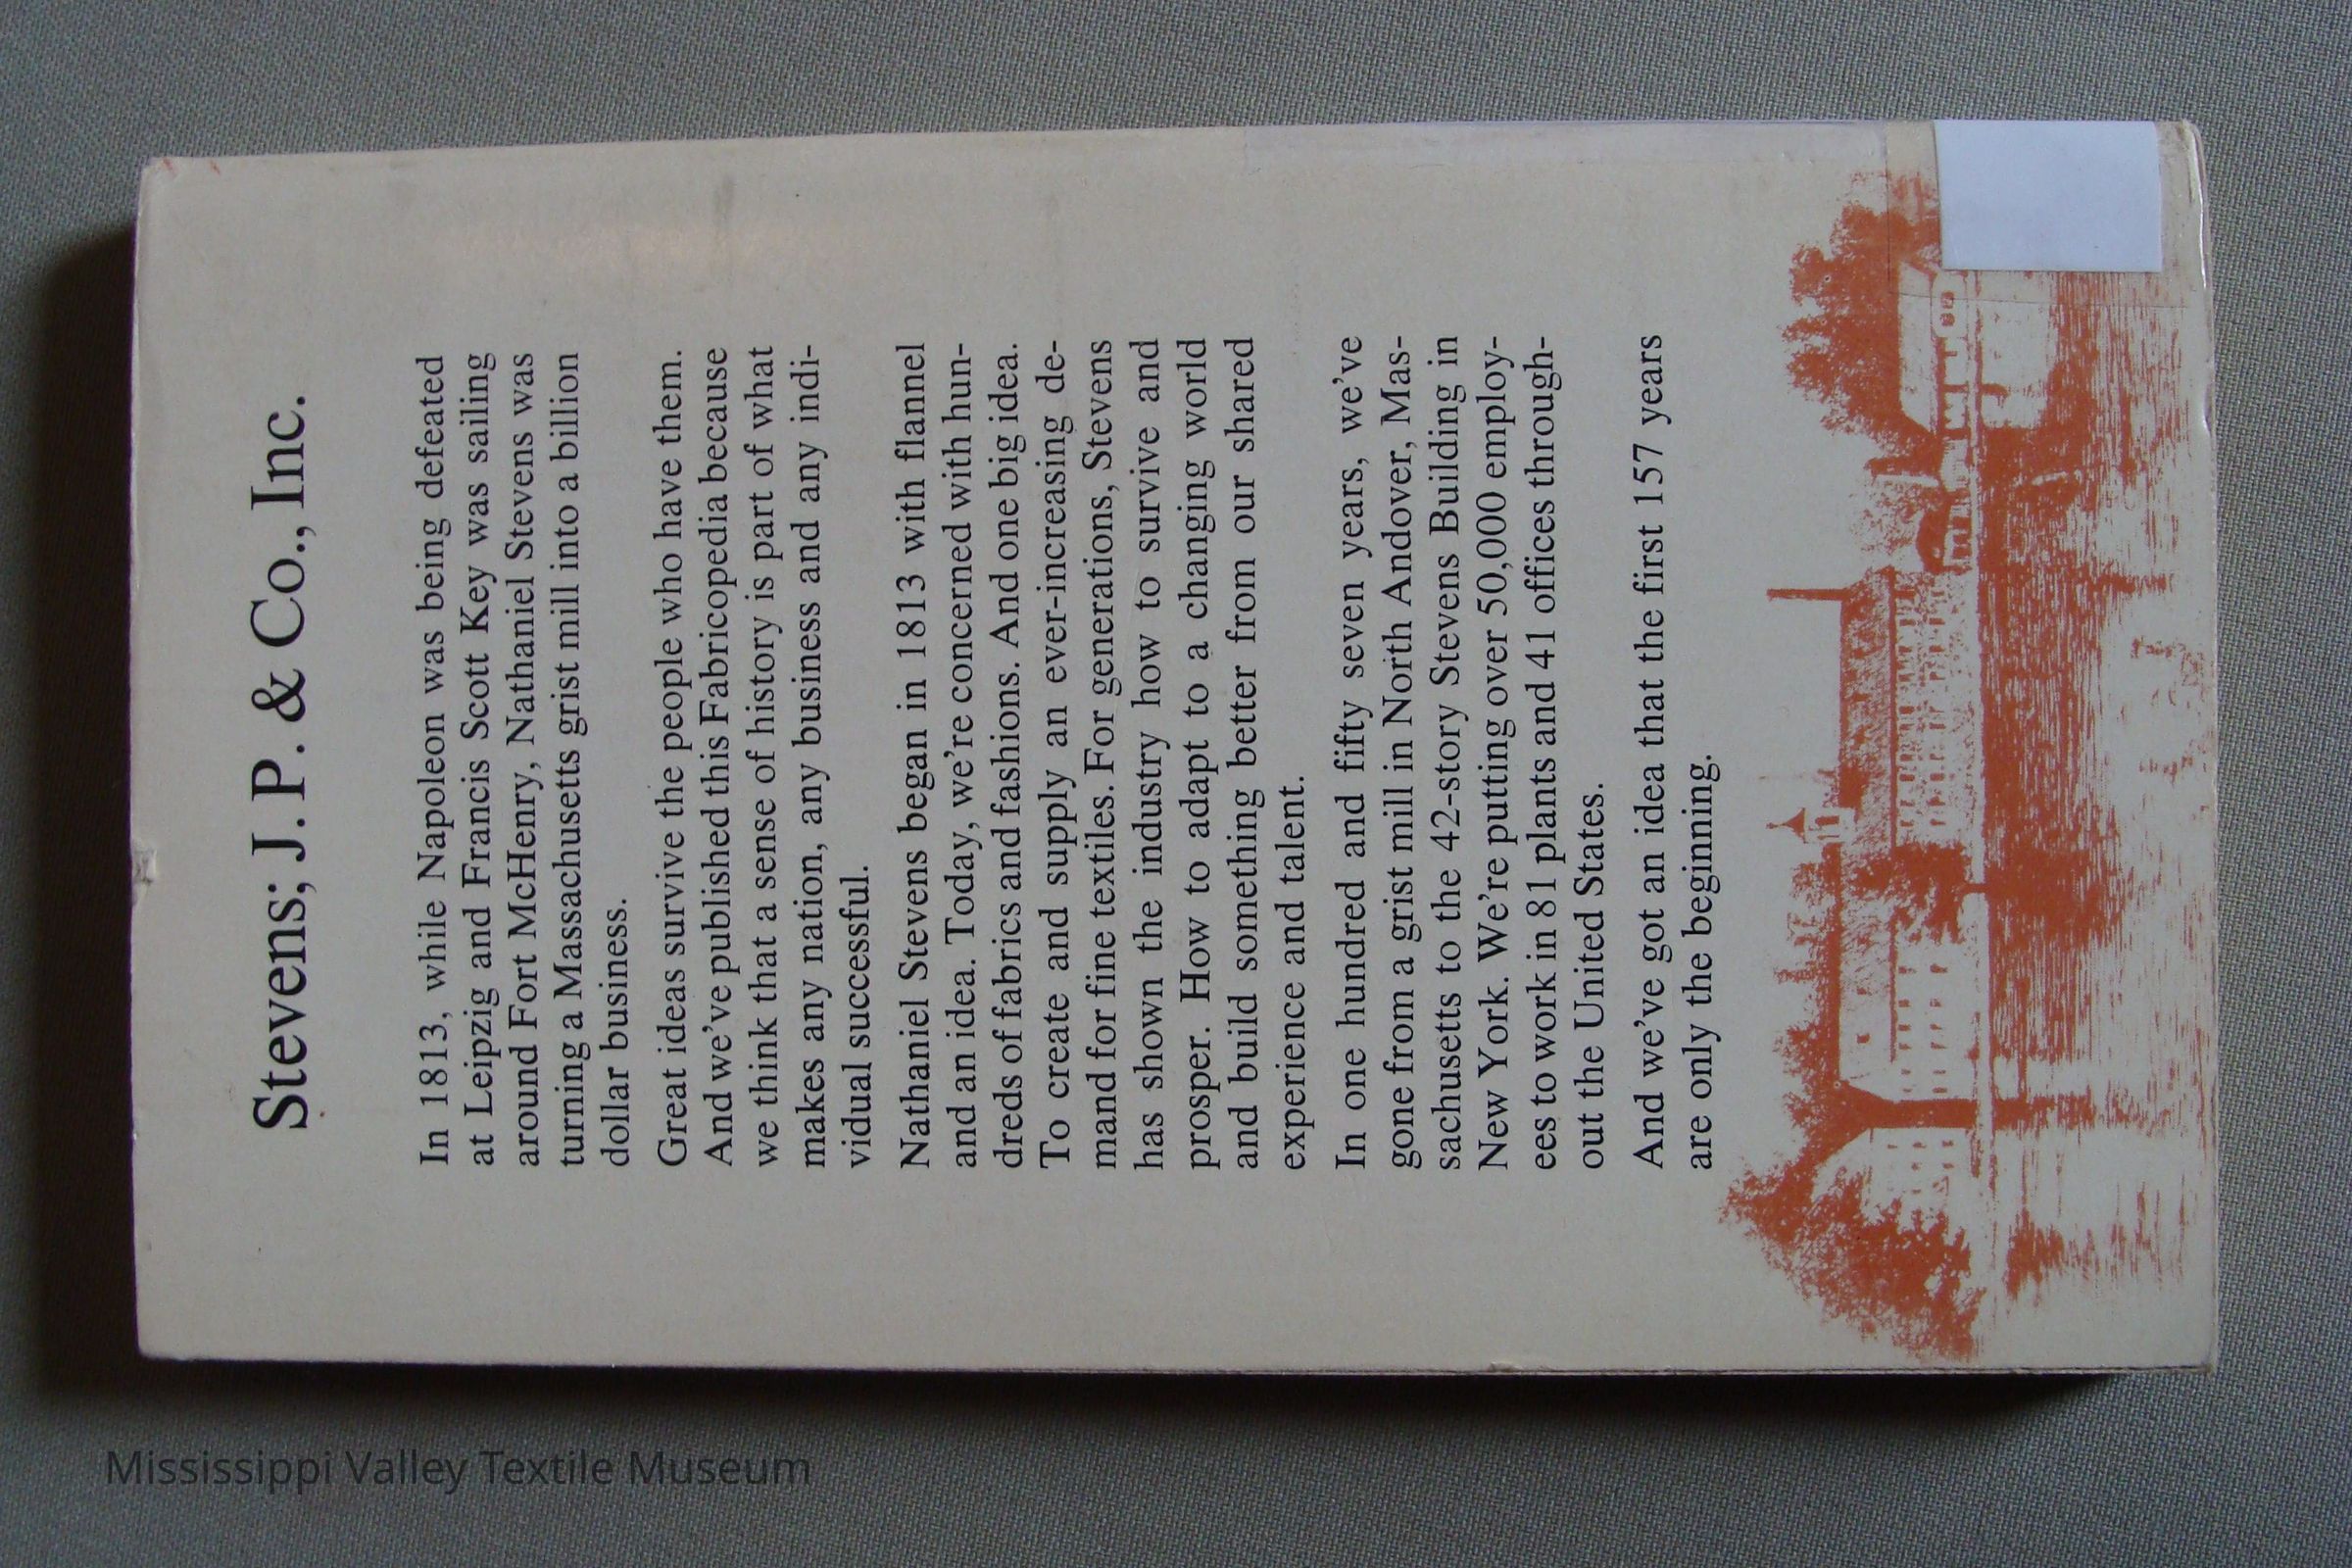 Stevens; J. P. & Co., Inc.
In 1813, while Napoleon was being defeated
at Leipzig and Francis Scott Key was sailing
around Fort McHenry, Nathaniel Stevens was
turning a Massachusetts grist mill into a billion
dollar business.
Great ideas survive the people who have them.
And we've published this Fabricopedia because
we think that a sense of history is part of what
makes any nation, any business and any indi-
vidual successful.
Nathaniel Stevens began in 1813 with flannel
and an idea. Today, we're concerned with hun-
dreds of fabrics and fashions. And one big idea.
To create and supply an ever-increasing de-
mand for fine textiles. For generations, Stevens
has shown the industry how to survive and
prosper. How to adapt to a changing world
and build something better from our shared
experience and talent.
In one hundred and fifty seven years, we've
gone from a grist mill in North Andover, Mas-
sachusetts to the 42-story Stevens Building in
New York. We're putting over 50,000 employ-
ees to work in 81 plants and 41 offices through-
out the United States.
And we've got an idea that the first 157 years
are only the beginning.
Mississippi Valley Textile Museum